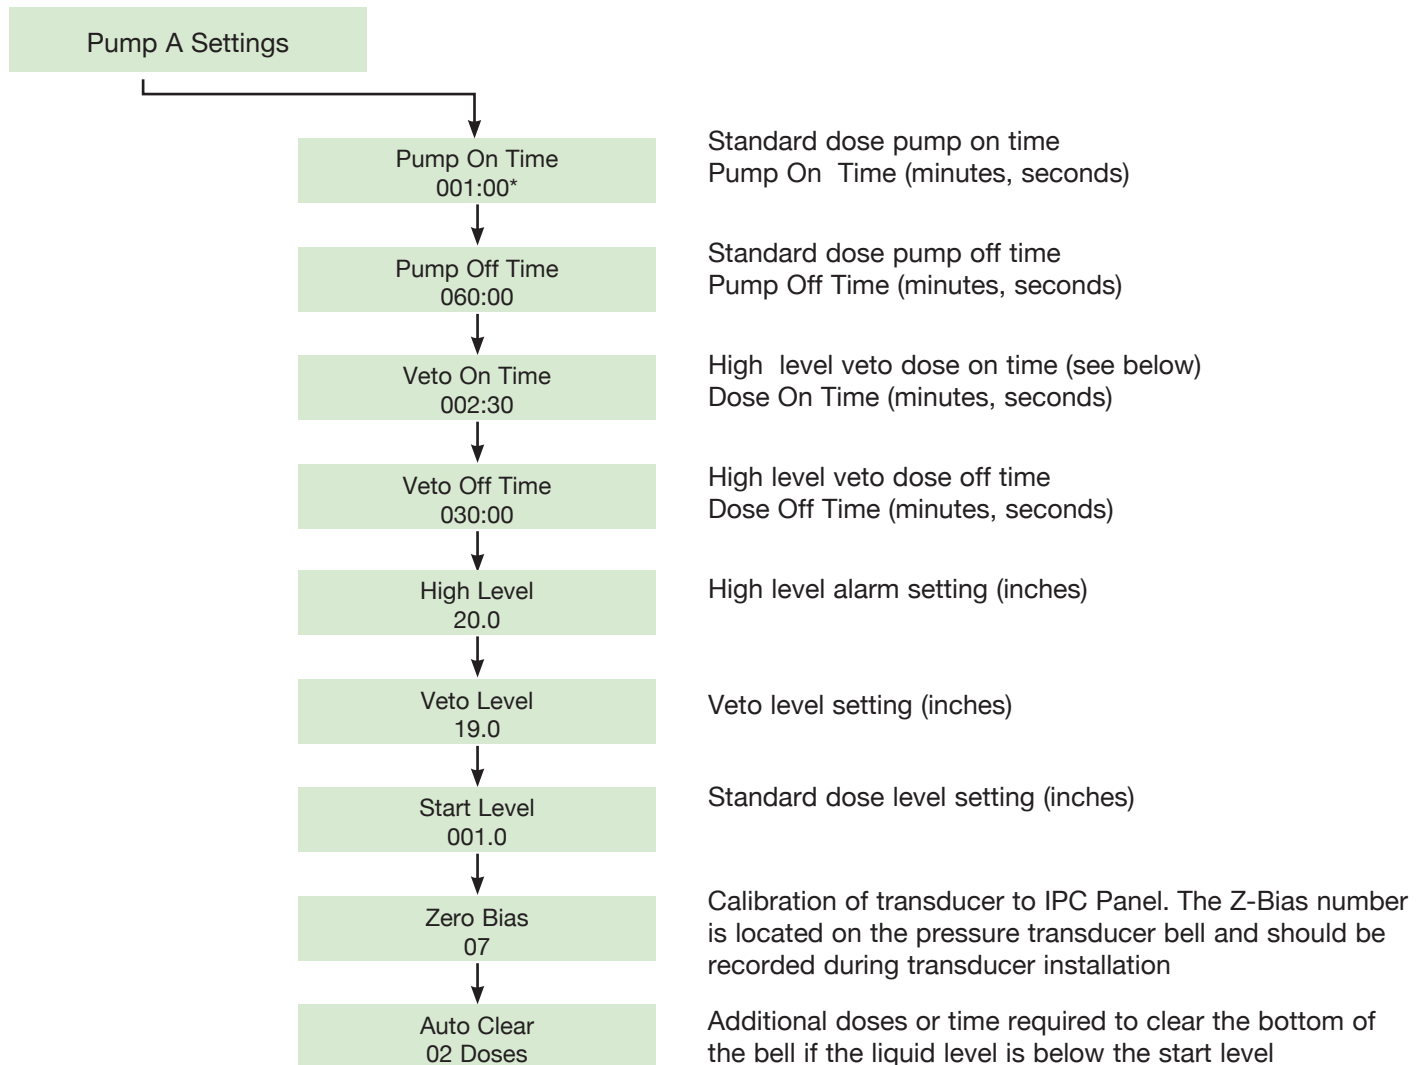 Pump A Settings
Pump On Time
001:00*
Standard dose pump on time
Pump On  Time (minutes, seconds)
Pump Off Time
060:00
Standard dose pump off time
Pump Off Time (minutes, seconds)
Veto On Time
002:30
High  level veto dose on time (see below)
Dose On Time (minutes, seconds)
Veto Off Time
030:00
High level veto dose off time
Dose Off Time (minutes, seconds)
High Level
20.0
High level alarm setting (inches)
Veto Level
19.0
Veto level setting (inches)
Start Level
001.0
Standard dose level setting (inches)
Zero Bias
07
Calibration of transducer to IPC Panel. The Z-Bias number
is located on the pressure transducer bell and should be
recorded during transducer installation
Auto Clear
02 Doses
Additional doses or time required to clear the bottom of
the bell if the liquid level is below the start level